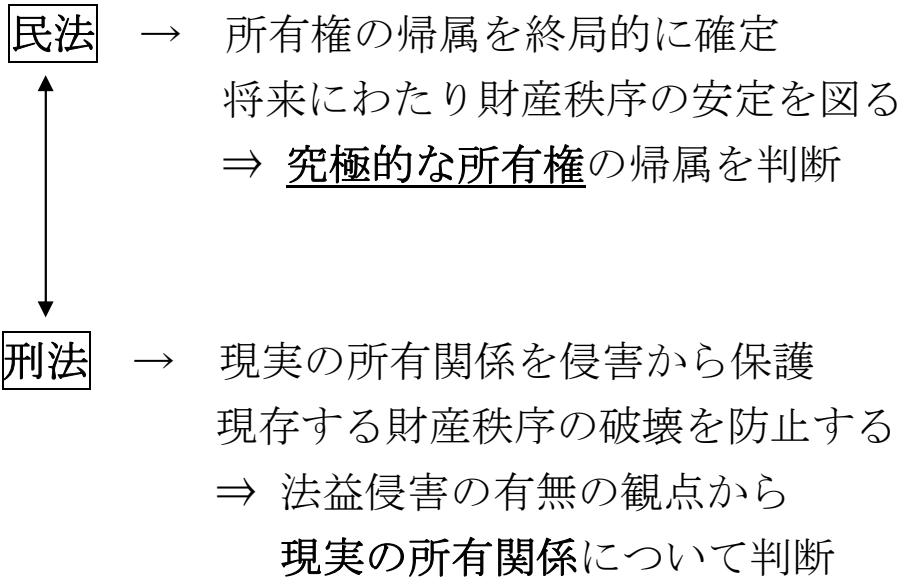 民法 → 所有権の帰属を終局的に確定
将来にわたり財産秩序の安定を図る
⇒ 究極的な所有権の帰属を判断
刑法 → 現実の所有関係を侵害から保護
現存する財産秩序の破壊を防止する
⇒ 法益侵害の有無の観点から
現実の所有関係について判断